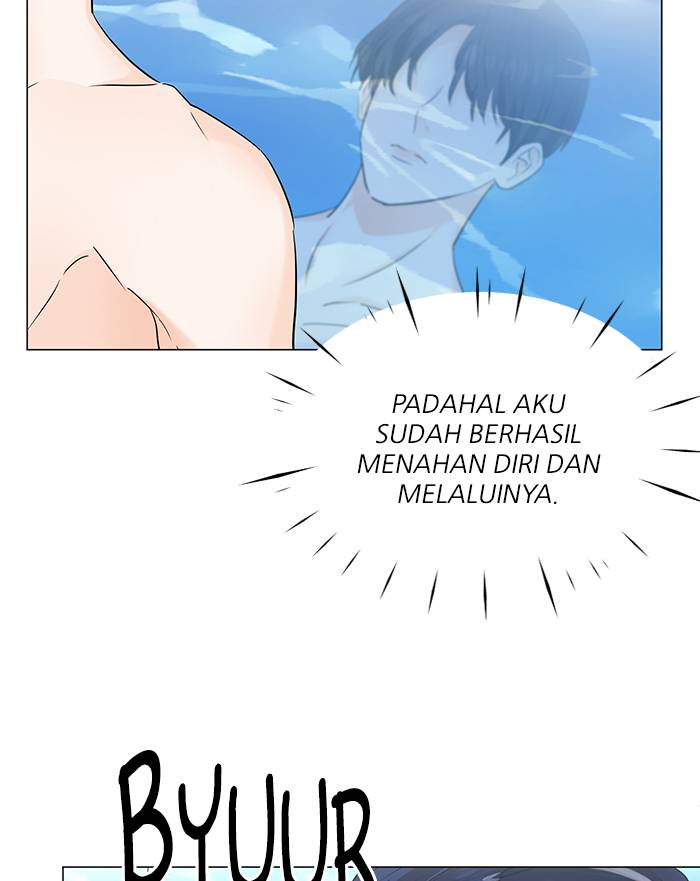 PADAHAL AKU
SUDAH BERHASIL
MENAHAN DIRI DAN
MELALUINYA.
BYUUR